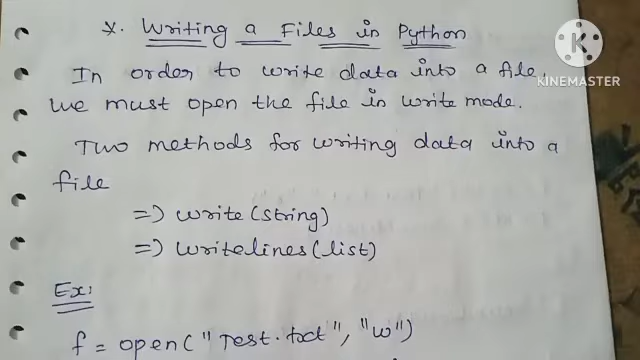 * Writing a Files in Python
In order to write data into a file,
we must open the file in write mode.
Two methods for writing data into a
file
=> write(string)
=> writelines(list)
Ex:
f = open("Test.txt", "w")
KINEMASTER